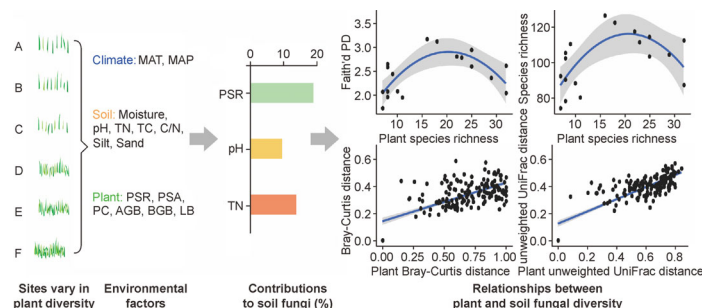 A
B
C
D
E
F
Climate: MAT, MAP
Soil: Moisture,
pH, TN, TC, C/N,
Silt, Sand
Plant: PSR, PSA,
PC, AGB, BGB, LB
0 10 20
PSR
pH
TN
Faith'd PD
3.5
3.0
2.5
2.0
1.5
10 15 20 25 30
Plant species richness
Species richness
120
100
80
10 15 20 25 30
Plant species richness
Bray-Curtis distance
0.6
0.4
0.2
0.0
0.00 0.25 0.50 0.75 1.00
Plant Bray-Curtis distance
unweighted UniFrac distance
0.6
0.4
0.2
0.0
0.0 0.2 0.4 0.6 0.8
Plant unweighted UniFrac distance
Sites vary in
plant diversity
Environmental
factors
Contributions
to soil fungi (%)
Relationships between
plant and soil fungal diversity